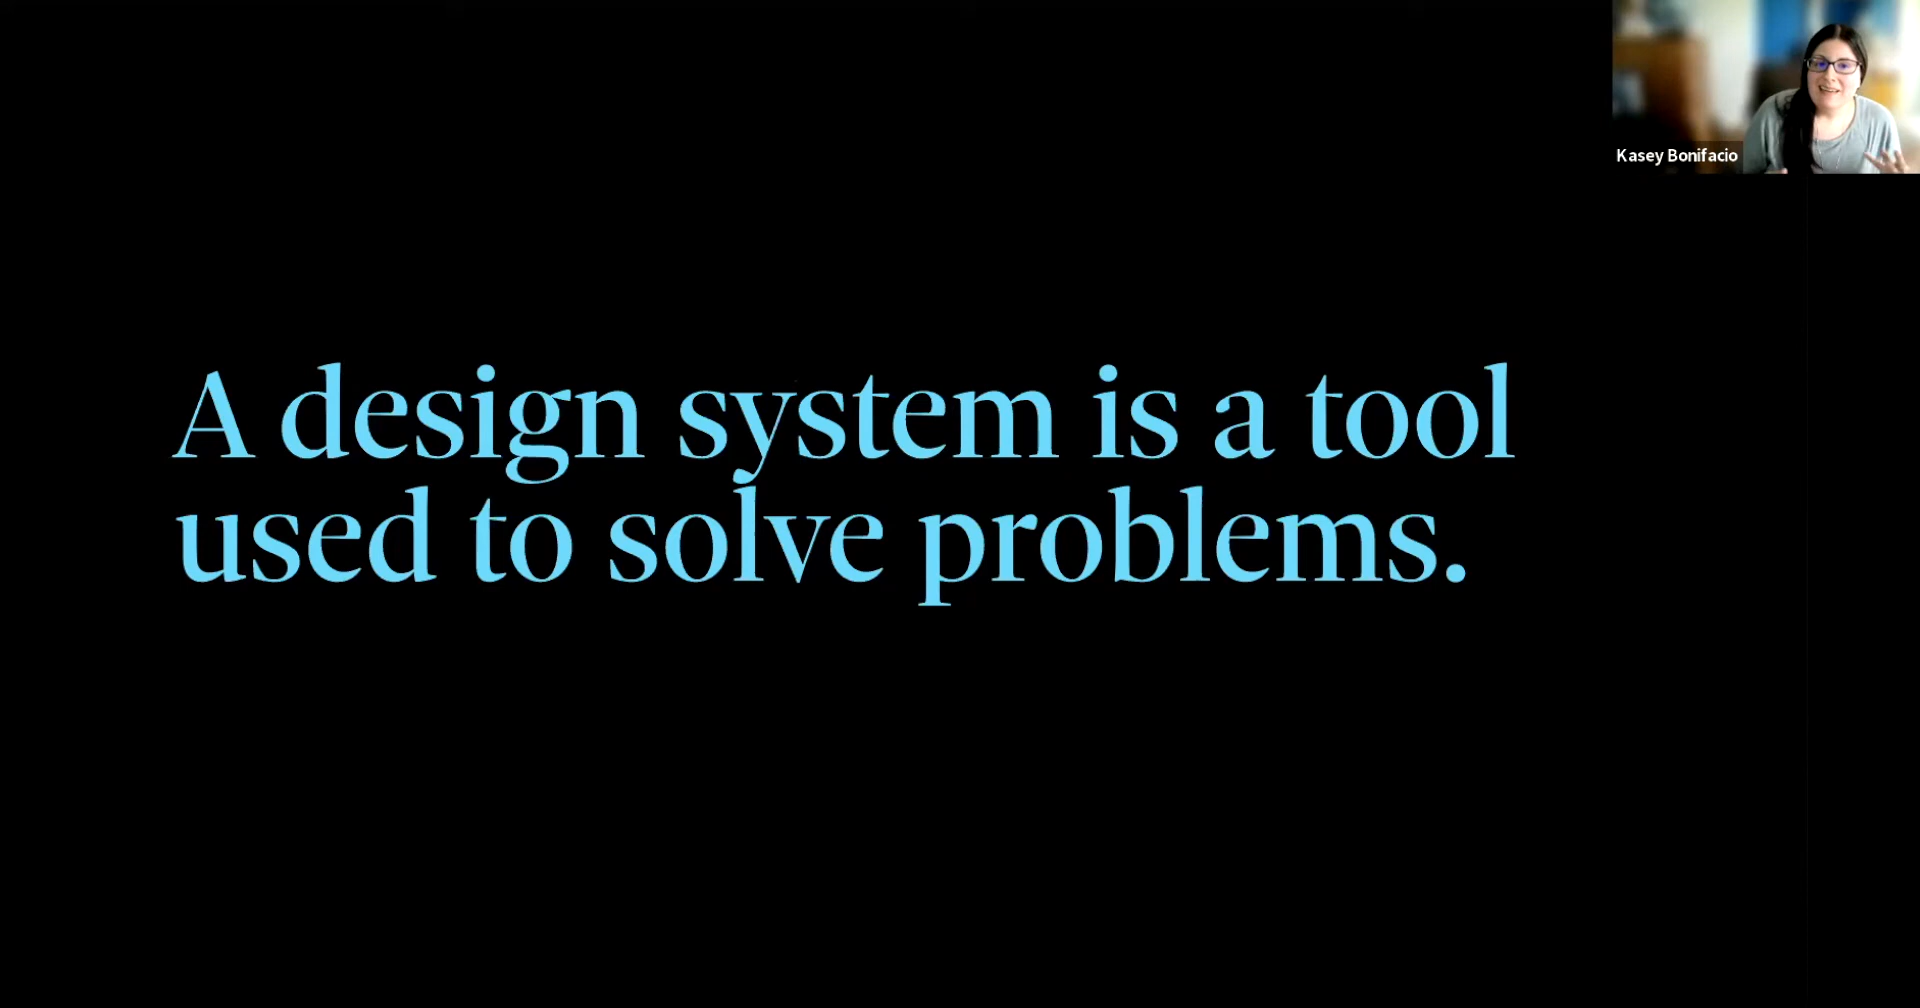 Kasey Bonifacio
A design system is a tool
used to solve problems.